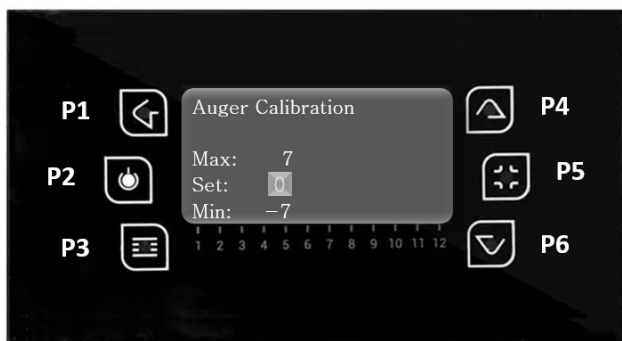 P1
P2
P3
Auger Calibration
Max: 7
Set: 0
Min: −7
1 2 3 4 5 6 7 8 9 10 11 12
P4
P5
P6